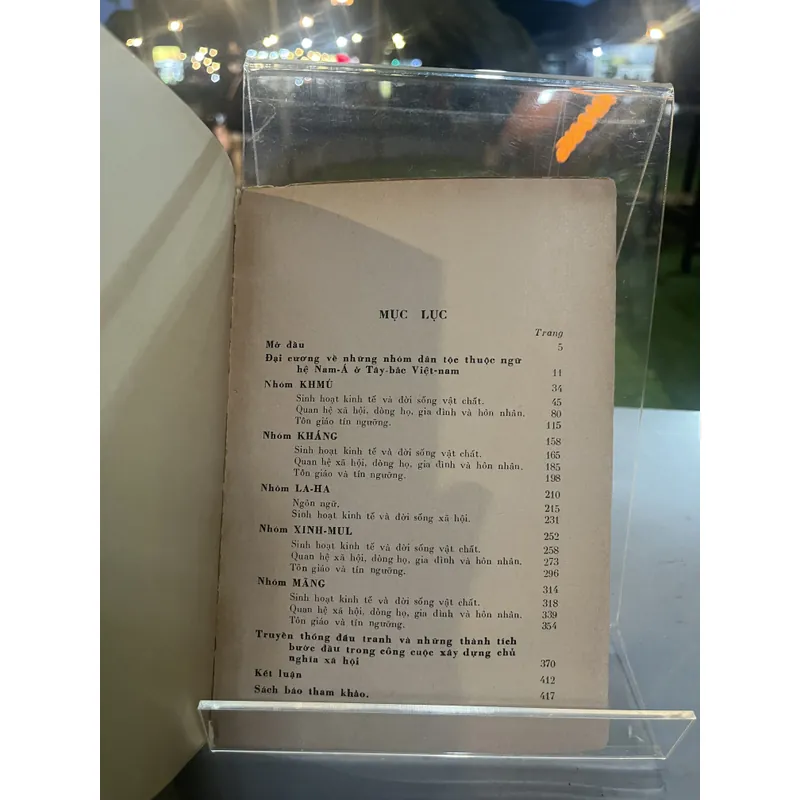 MỤC LỤC
Trang
Mở đầu 5
Đại cương về những nhóm dân tộc thuộc ngữ
hệ Nam-Á ở Tây-bắc Việt-nam 11
Nhóm KHMÚ 34
Sinh hoạt kinh tế và đời sống vật chất. 45
Quan hệ xã hội, dòng họ, gia đình và hôn nhân. 80
Tôn giáo tín ngưỡng. 115
Nhóm KHÁNG 158
Sinh hoạt kinh tế và đời sống vật chất. 165
Quan hệ xã hội, dòng họ, gia đình và hôn nhân. 185
Tôn giáo và tín ngưỡng. 198
Nhóm LA-HA 210
Ngôn ngữ. 215
Sinh hoạt kinh tế và đời sống xã hội. 231
Nhóm XINH-MUL 252
Sinh hoạt kinh tế và đời sống vật chất. 258
Quan hệ xã hội, dòng họ, gia đình và hôn nhân. 273
Tôn giáo và tín ngưỡng. 296
Nhóm MẢNG 314
Sinh hoạt kinh tế và đời sống vật chất. 318
Quan hệ xã hội, dòng họ, gia đình và hôn nhân. 339
Tôn giáo và tín ngưỡng. 354
Truyền thống đấu tranh và những thành tích
bước đầu trong công cuộc xây dựng chủ
nghĩa xã hội 370
Kết luận 412
Sách báo tham khảo. 417